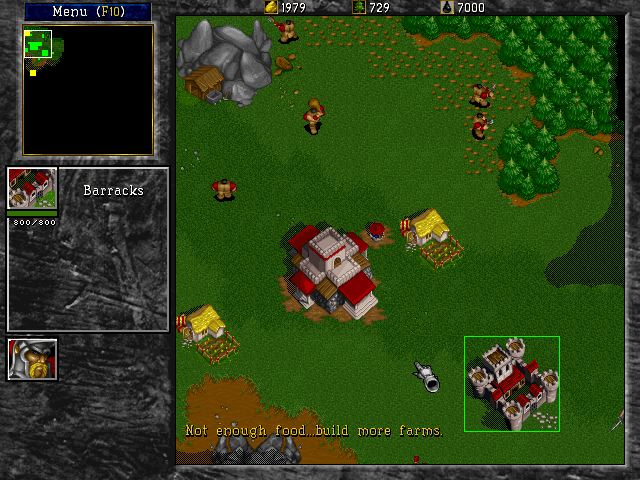 Menu (F10)
1979
729
7000
Barracks
800/800
Not enough food...build more farms.